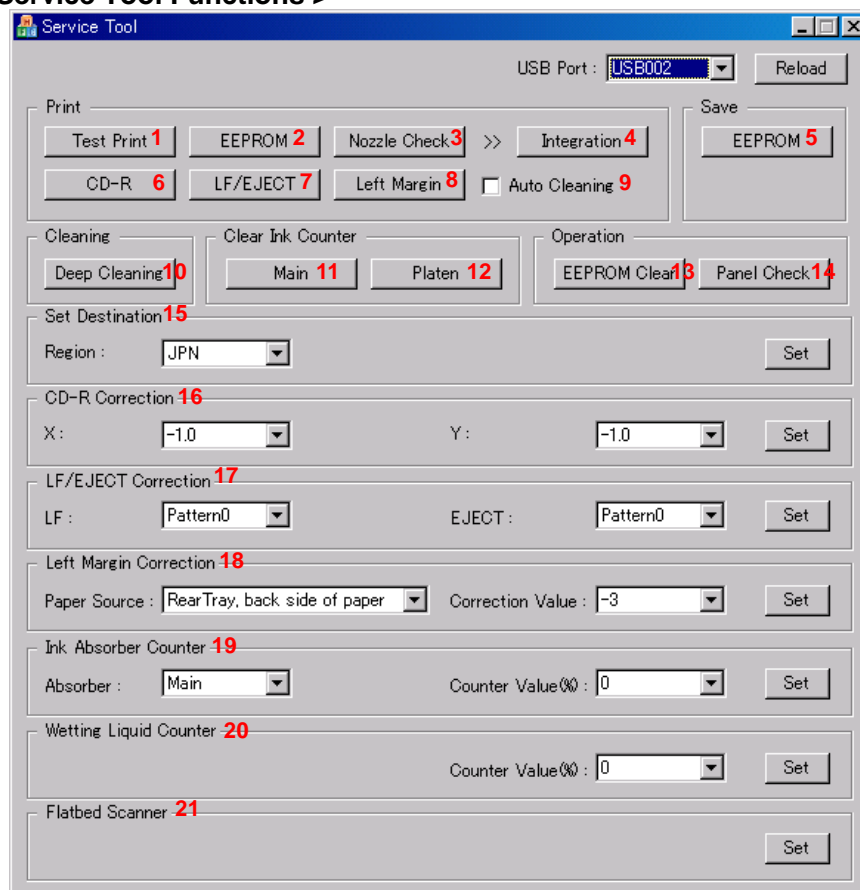 Service Tool Functions >
Service Tool
USB Port : USB002 Reload
Print Save
Test Print 1 EEPROM 2 Nozzle Check 3 >> Integration 4 EEPROM 5
CD-R 6 LF/EJECT 7 Left Margin 8 Auto Cleaning 9
Cleaning Clear Ink Counter Operation
Deep Cleaning 10 Main 11 Platen 12 EEPROM Clear 13 Panel Check 14
Set Destination 15
Region : JPN Set
CD-R Correction 16
X : -1.0 Y : -1.0 Set
LF/EJECT Correction 17
LF : Pattern0 EJECT : Pattern0 Set
Left Margin Correction 18
Paper Source : RearTray, back side of paper Correction Value : -3 Set
Ink Absorber Counter 19
Absorber : Main Counter Value(%) : 0 Set
Wetting Liquid Counter 20
Counter Value(%) : 0 Set
Flatbed Scanner 21
Set